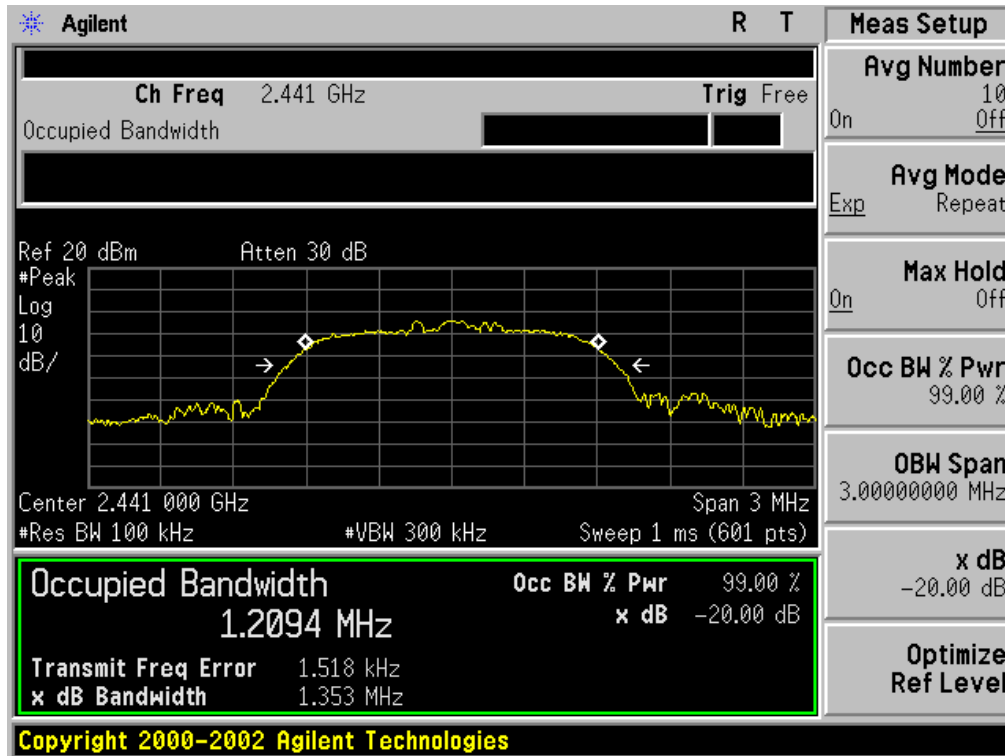 Agilent R T
Ch Freq 2.441 GHz Trig Free
Occupied Bandwidth
Ref 20 dBm Atten 30 dB
#Peak
Log
10
dB/
Center 2.441 000 GHz Span 3 MHz
#Res BW 100 kHz #VBW 300 kHz Sweep 1 ms (601 pts)
Occupied Bandwidth Occ BW % Pwr 99.00 %
1.2094 MHz x dB -20.00 dB
Transmit Freq Error 1.518 kHz
x dB Bandwidth 1.353 MHz
Copyright 2000-2002 Agilent Technologies
Meas Setup
Avg Number
10
On Off
Avg Mode
Exp Repeat
Max Hold
On Off
Occ BW % Pwr
99.00 %
OBW Span
3.00000000 MHz
x dB
-20.00 dB
Optimize
Ref Level